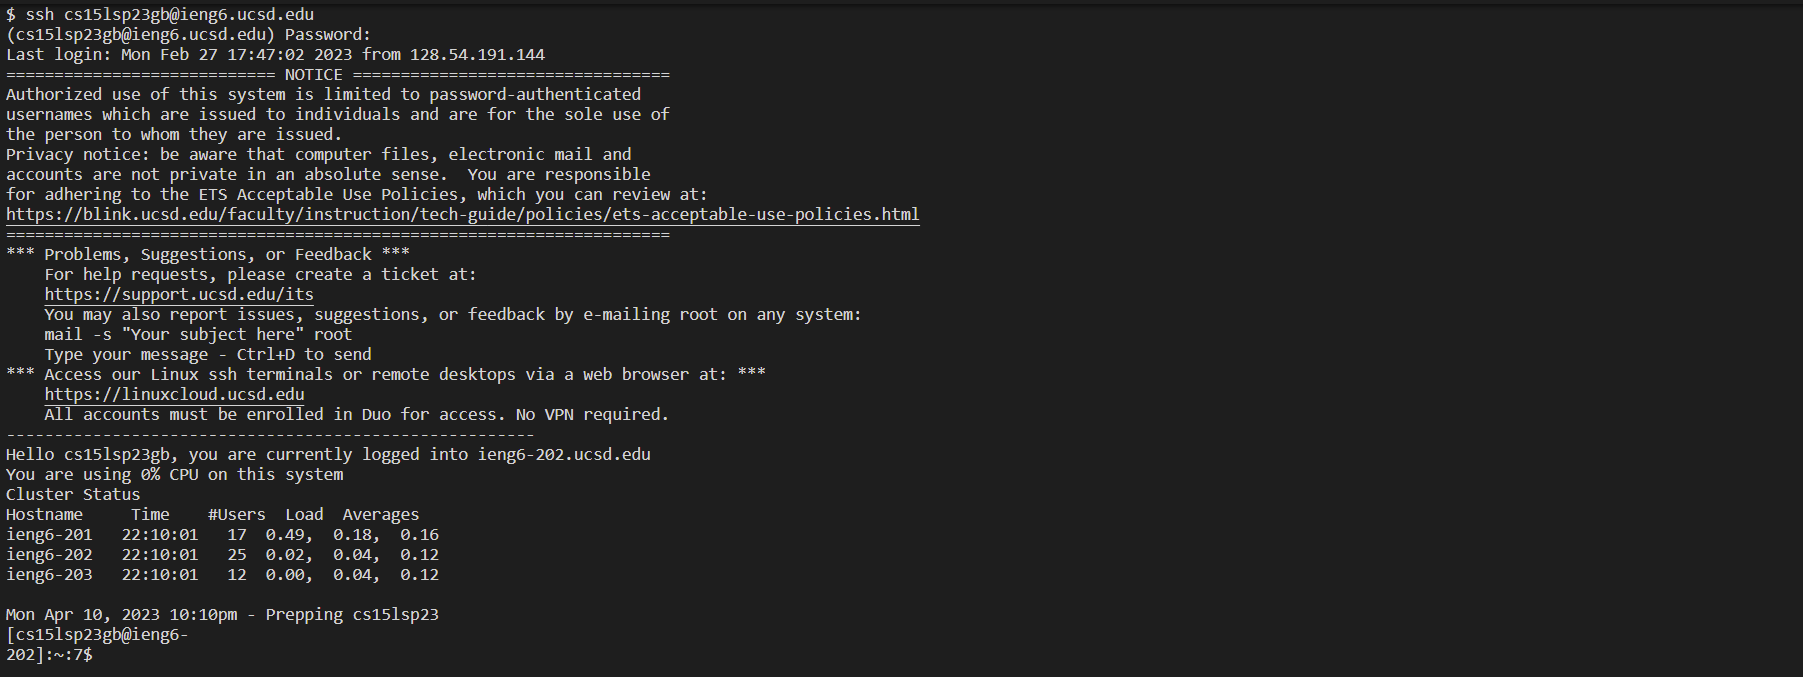 $ ssh cs15lsp23gb@ieng6.ucsd.edu
(cs15lsp23gb@ieng6.ucsd.edu) Password:
Last login: Mon Feb 27 17:47:02 2023 from 128.54.191.144
============================ NOTICE =================================
Authorized use of this system is limited to password-authenticated
usernames which are issued to individuals and are for the sole use of
the person to whom they are issued.
Privacy notice: be aware that computer files, electronic mail and
accounts are not private in an absolute sense.  You are responsible
for adhering to the ETS Acceptable Use Policies, which you can review at:
https://blink.ucsd.edu/faculty/instruction/tech-guide/policies/ets-acceptable-use-policies.html
=====================================================================
*** Problems, Suggestions, or Feedback ***
    For help requests, please create a ticket at:
    https://support.ucsd.edu/its
    You may also report issues, suggestions, or feedback by e-mailing root on any system:
    mail -s "Your subject here" root
    Type your message - Ctrl+D to send
*** Access our Linux ssh terminals or remote desktops via a web browser at: ***
    https://linuxcloud.ucsd.edu
    All accounts must be enrolled in Duo for access. No VPN required.
-------------------------------------------------------
Hello cs15lsp23gb, you are currently logged into ieng6-202.ucsd.edu
You are using 0% CPU on this system
Cluster Status
Hostname     Time    #Users  Load  Averages
ieng6-201   22:10:01   17  0.49,  0.18,  0.16
ieng6-202   22:10:01   25  0.02,  0.04,  0.12
ieng6-203   22:10:01   12  0.00,  0.04,  0.12
Mon Apr 10, 2023 10:10pm - Prepping cs15lsp23
[cs15lsp23gb@ieng6-
202]:~:7$